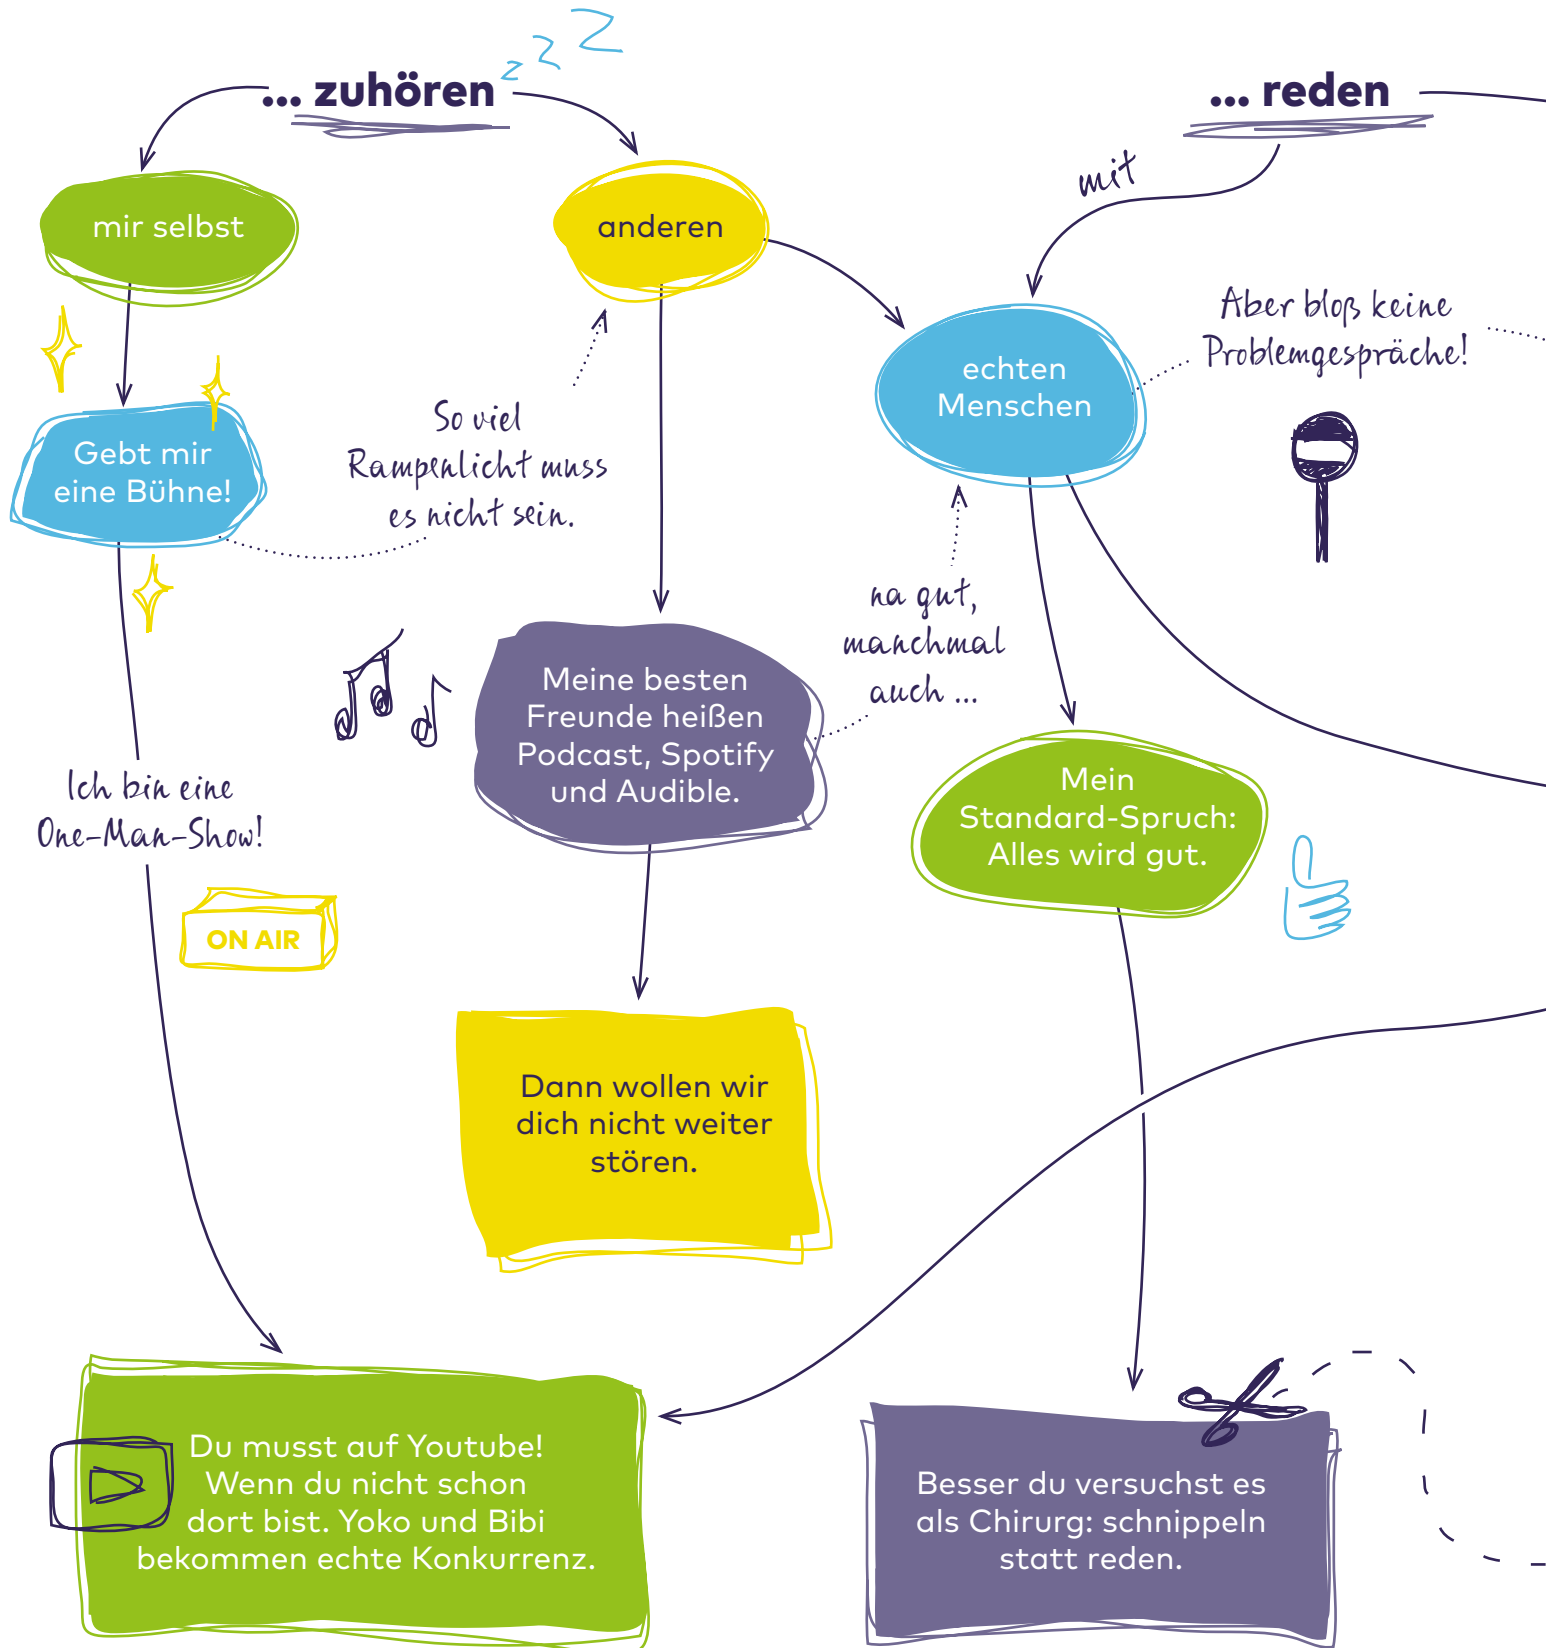 ... zuhören
... reden
mit
mir selbst
anderen
Aber bloß keine
Problemgespräche!
echten
Menschen
So viel
Rampenlicht muss
es nicht sein.
Gebt mir
eine Bühne!
na gut,
manchmal
auch ...
Meine besten
Freunde heißen
Podcast, Spotify
und Audible.
Ich bin eine
One-Man-Show!
Mein
Standard-Spruch:
Alles wird gut.
ON AIR
Dann wollen wir
dich nicht weiter
stören.
Du musst auf Youtube!
Wenn du nicht schon
dort bist. Yoko und Bibi
bekommen echte Konkurrenz.
Besser du versuchst es
als Chirurg: schnippeln
statt reden.